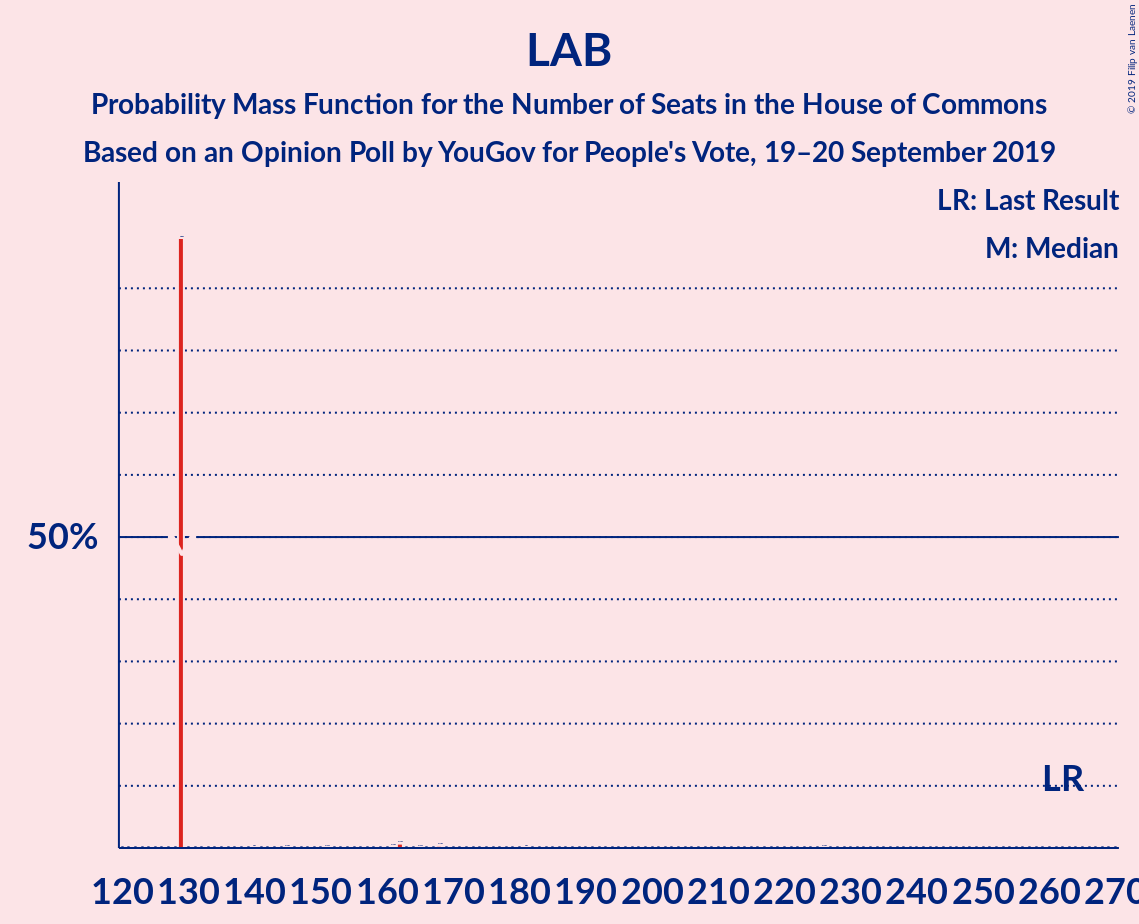 LAB
Probability Mass Function for the Number of Seats in the House of Commons
Based on an Opinion Poll by YouGov for People's Vote, 19–20 September 2019
© 2019 Filip van Laenen
LR: Last Result
M: Median
50%
LR
120 130 140 150 160 170 180 190 200 210 220 230 240 250 260 270